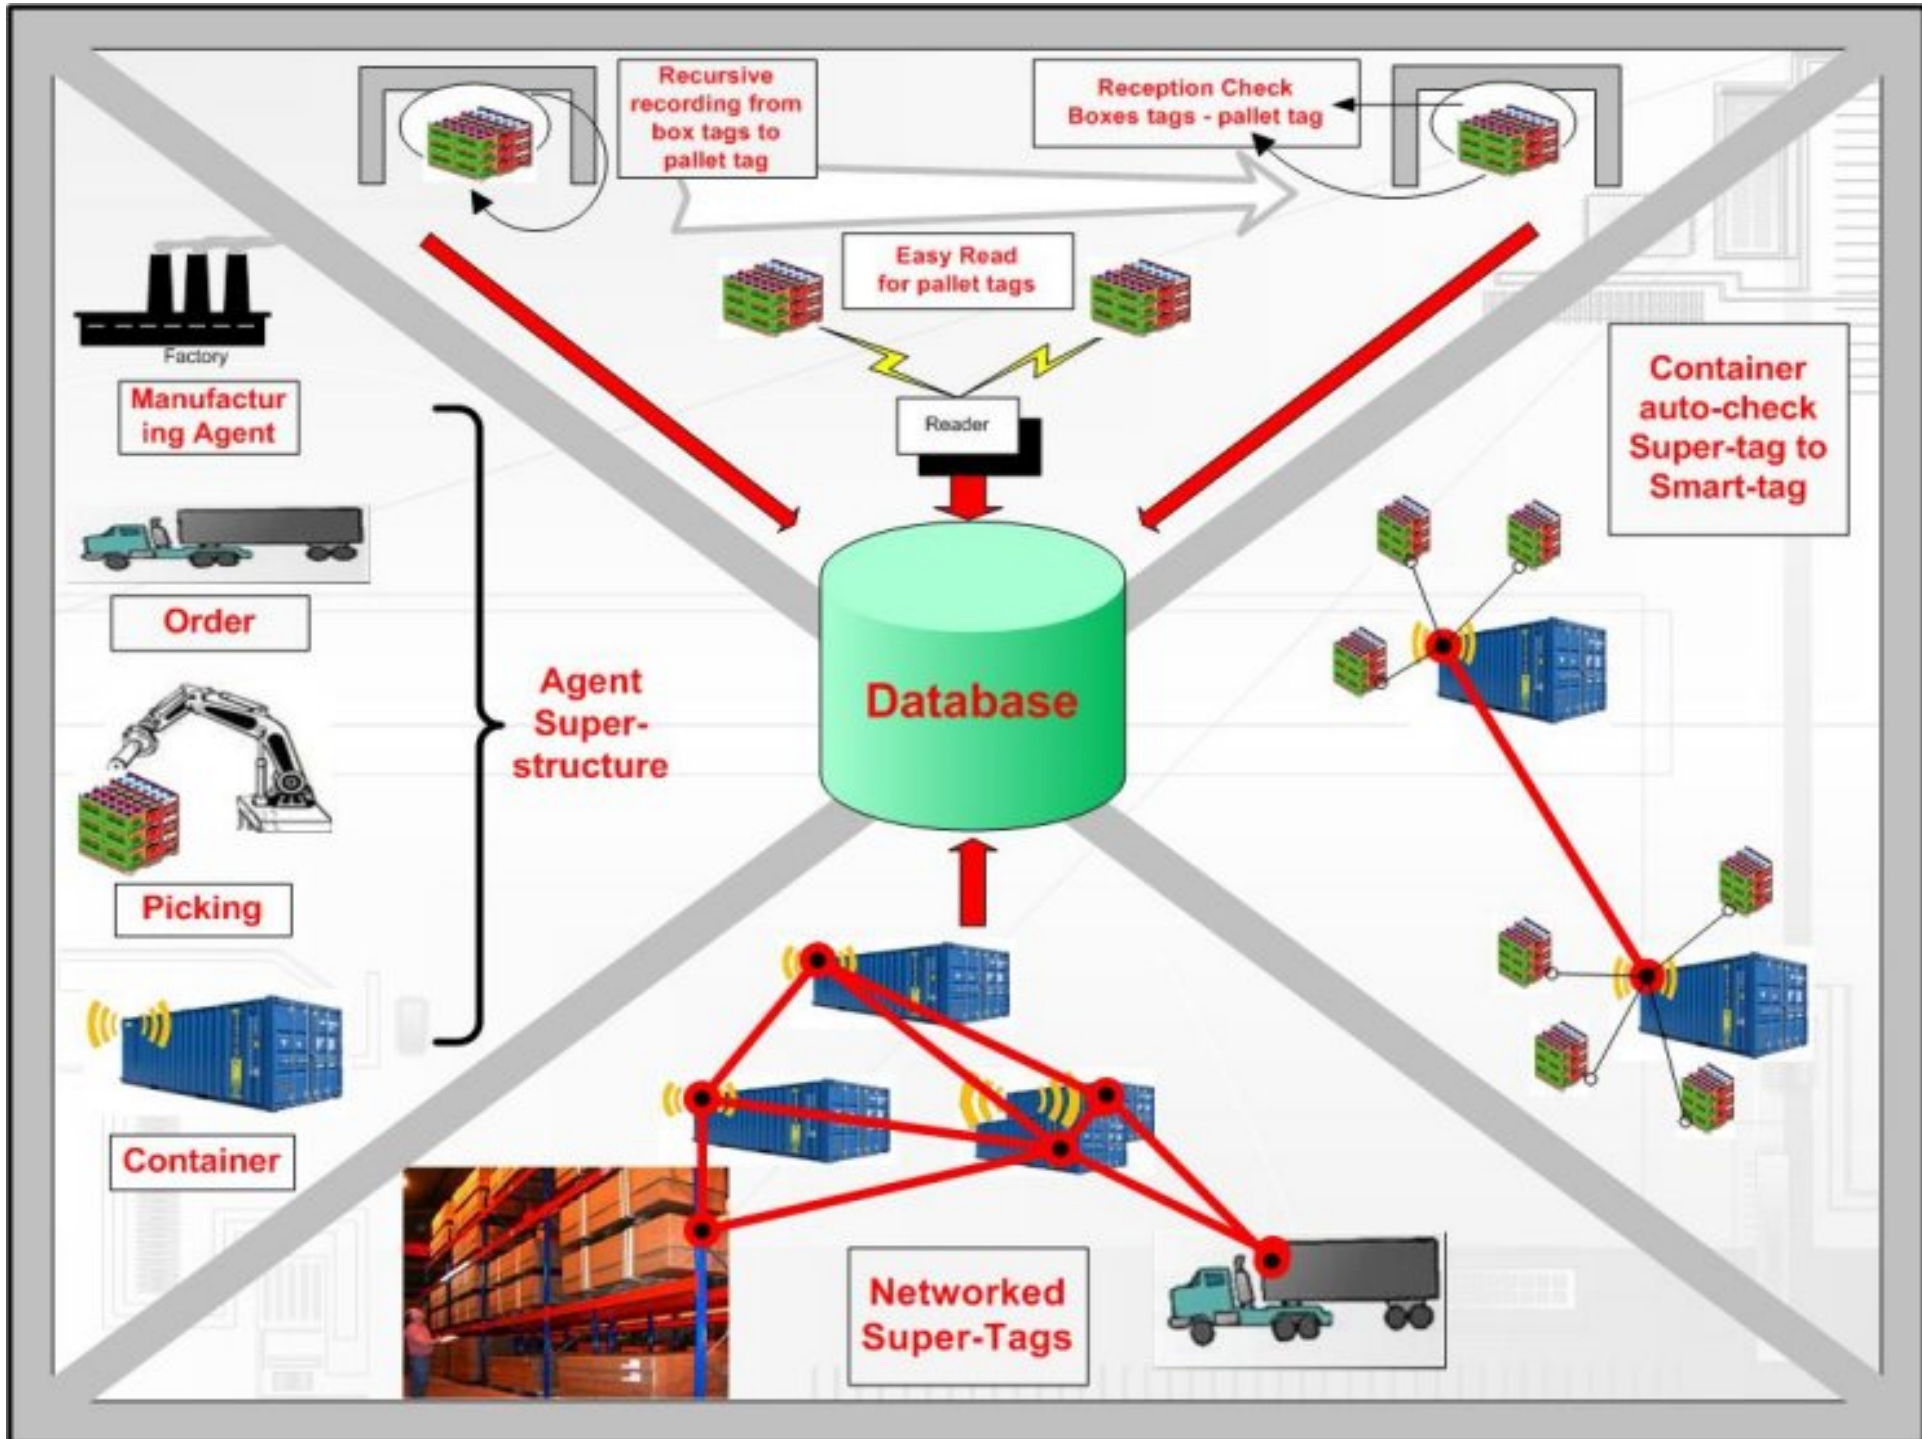 Recursive
recording from
box tags to
pallet tag
Reception Check
Boxes tags - pallet tag
Easy Read
for pallet tags
Reader
Factory
Manufactur
ing Agent
Order
Picking
Container
Agent
Super-
structure
Database
Container
auto-check
Super-tag to
Smart-tag
Networked
Super-Tags